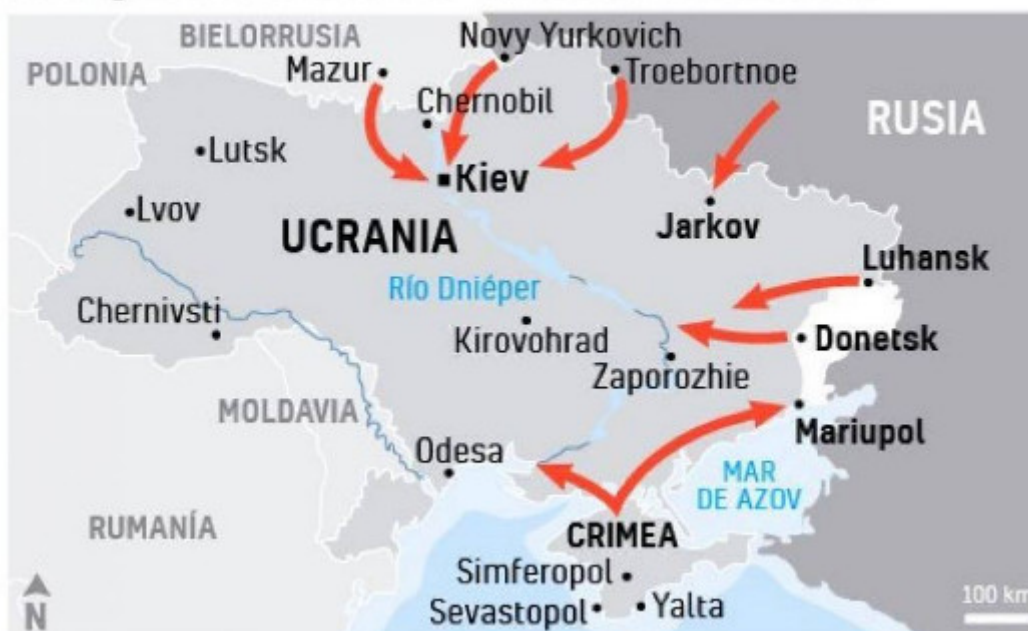 BIELORRUSIA
Novy Yurkovich
POLONIA
Mazur
Troebortnoe
Chernobil
RUSIA
Lutsk
Kiev
Lvov
UCRANIA
Jarkov
Luhansk
Río Dniéper
Chernivsti
Kirovohrad
Donetsk
Zaporozhie
MOLDAVIA
Mariupol
Odesa
MAR
DE AZOV
RUMANÍA
CRIMEA
Simferopol
Sevastopol
Yalta
100 km
N